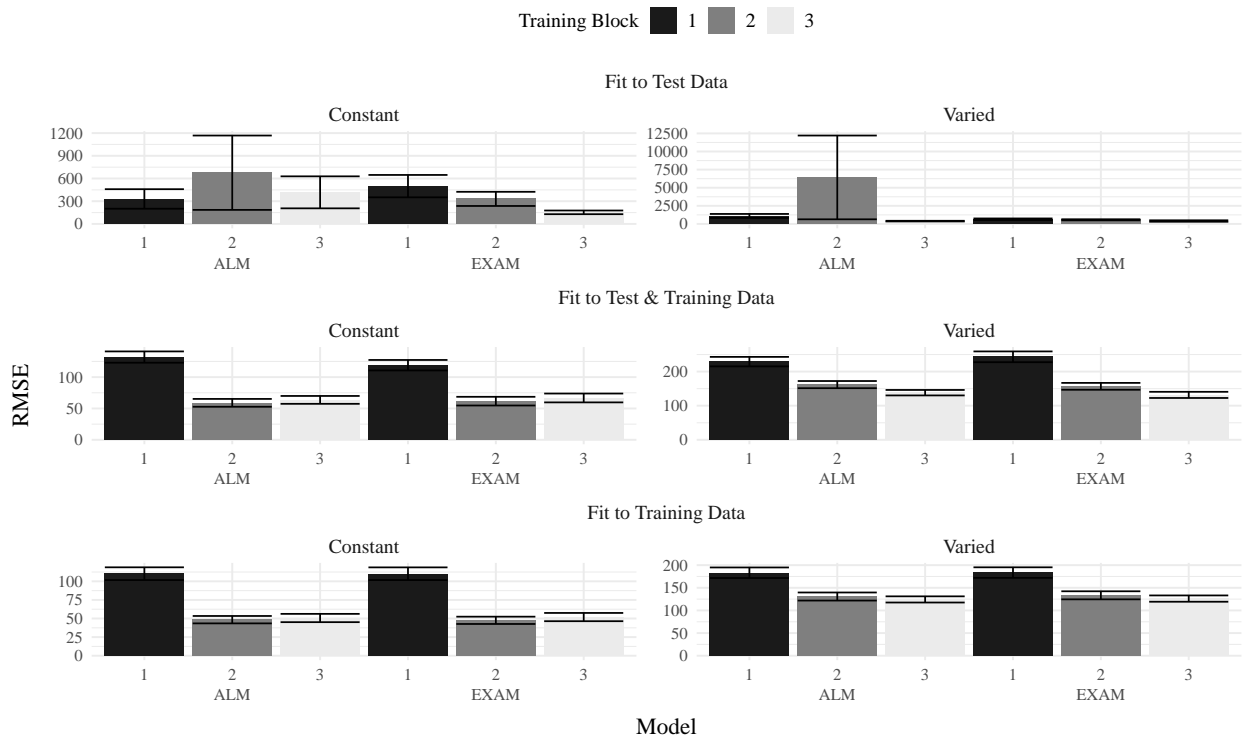 Training Block 1 2 3
Fit to Test Data
Constant
Varied
1200
900
600
300
0
12500
10000
7500
5000
2500
0
1 2 3 1 2 3
ALM EXAM
1 2 3 1 2 3
ALM EXAM
Fit to Test & Training Data
Constant
Varied
RMSE
100
50
0
200
100
0
1 2 3 1 2 3
ALM EXAM
1 2 3 1 2 3
ALM EXAM
Fit to Training Data
Constant
Varied
100
75
50
25
0
200
150
100
50
0
1 2 3 1 2 3
ALM EXAM
1 2 3 1 2 3
ALM EXAM
Model